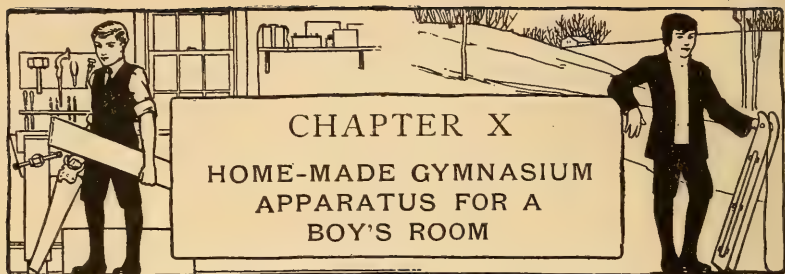 CHAPTER X
HOME-MADE GYMNASIUM
APPARATUS FOR A
BOY'S ROOM